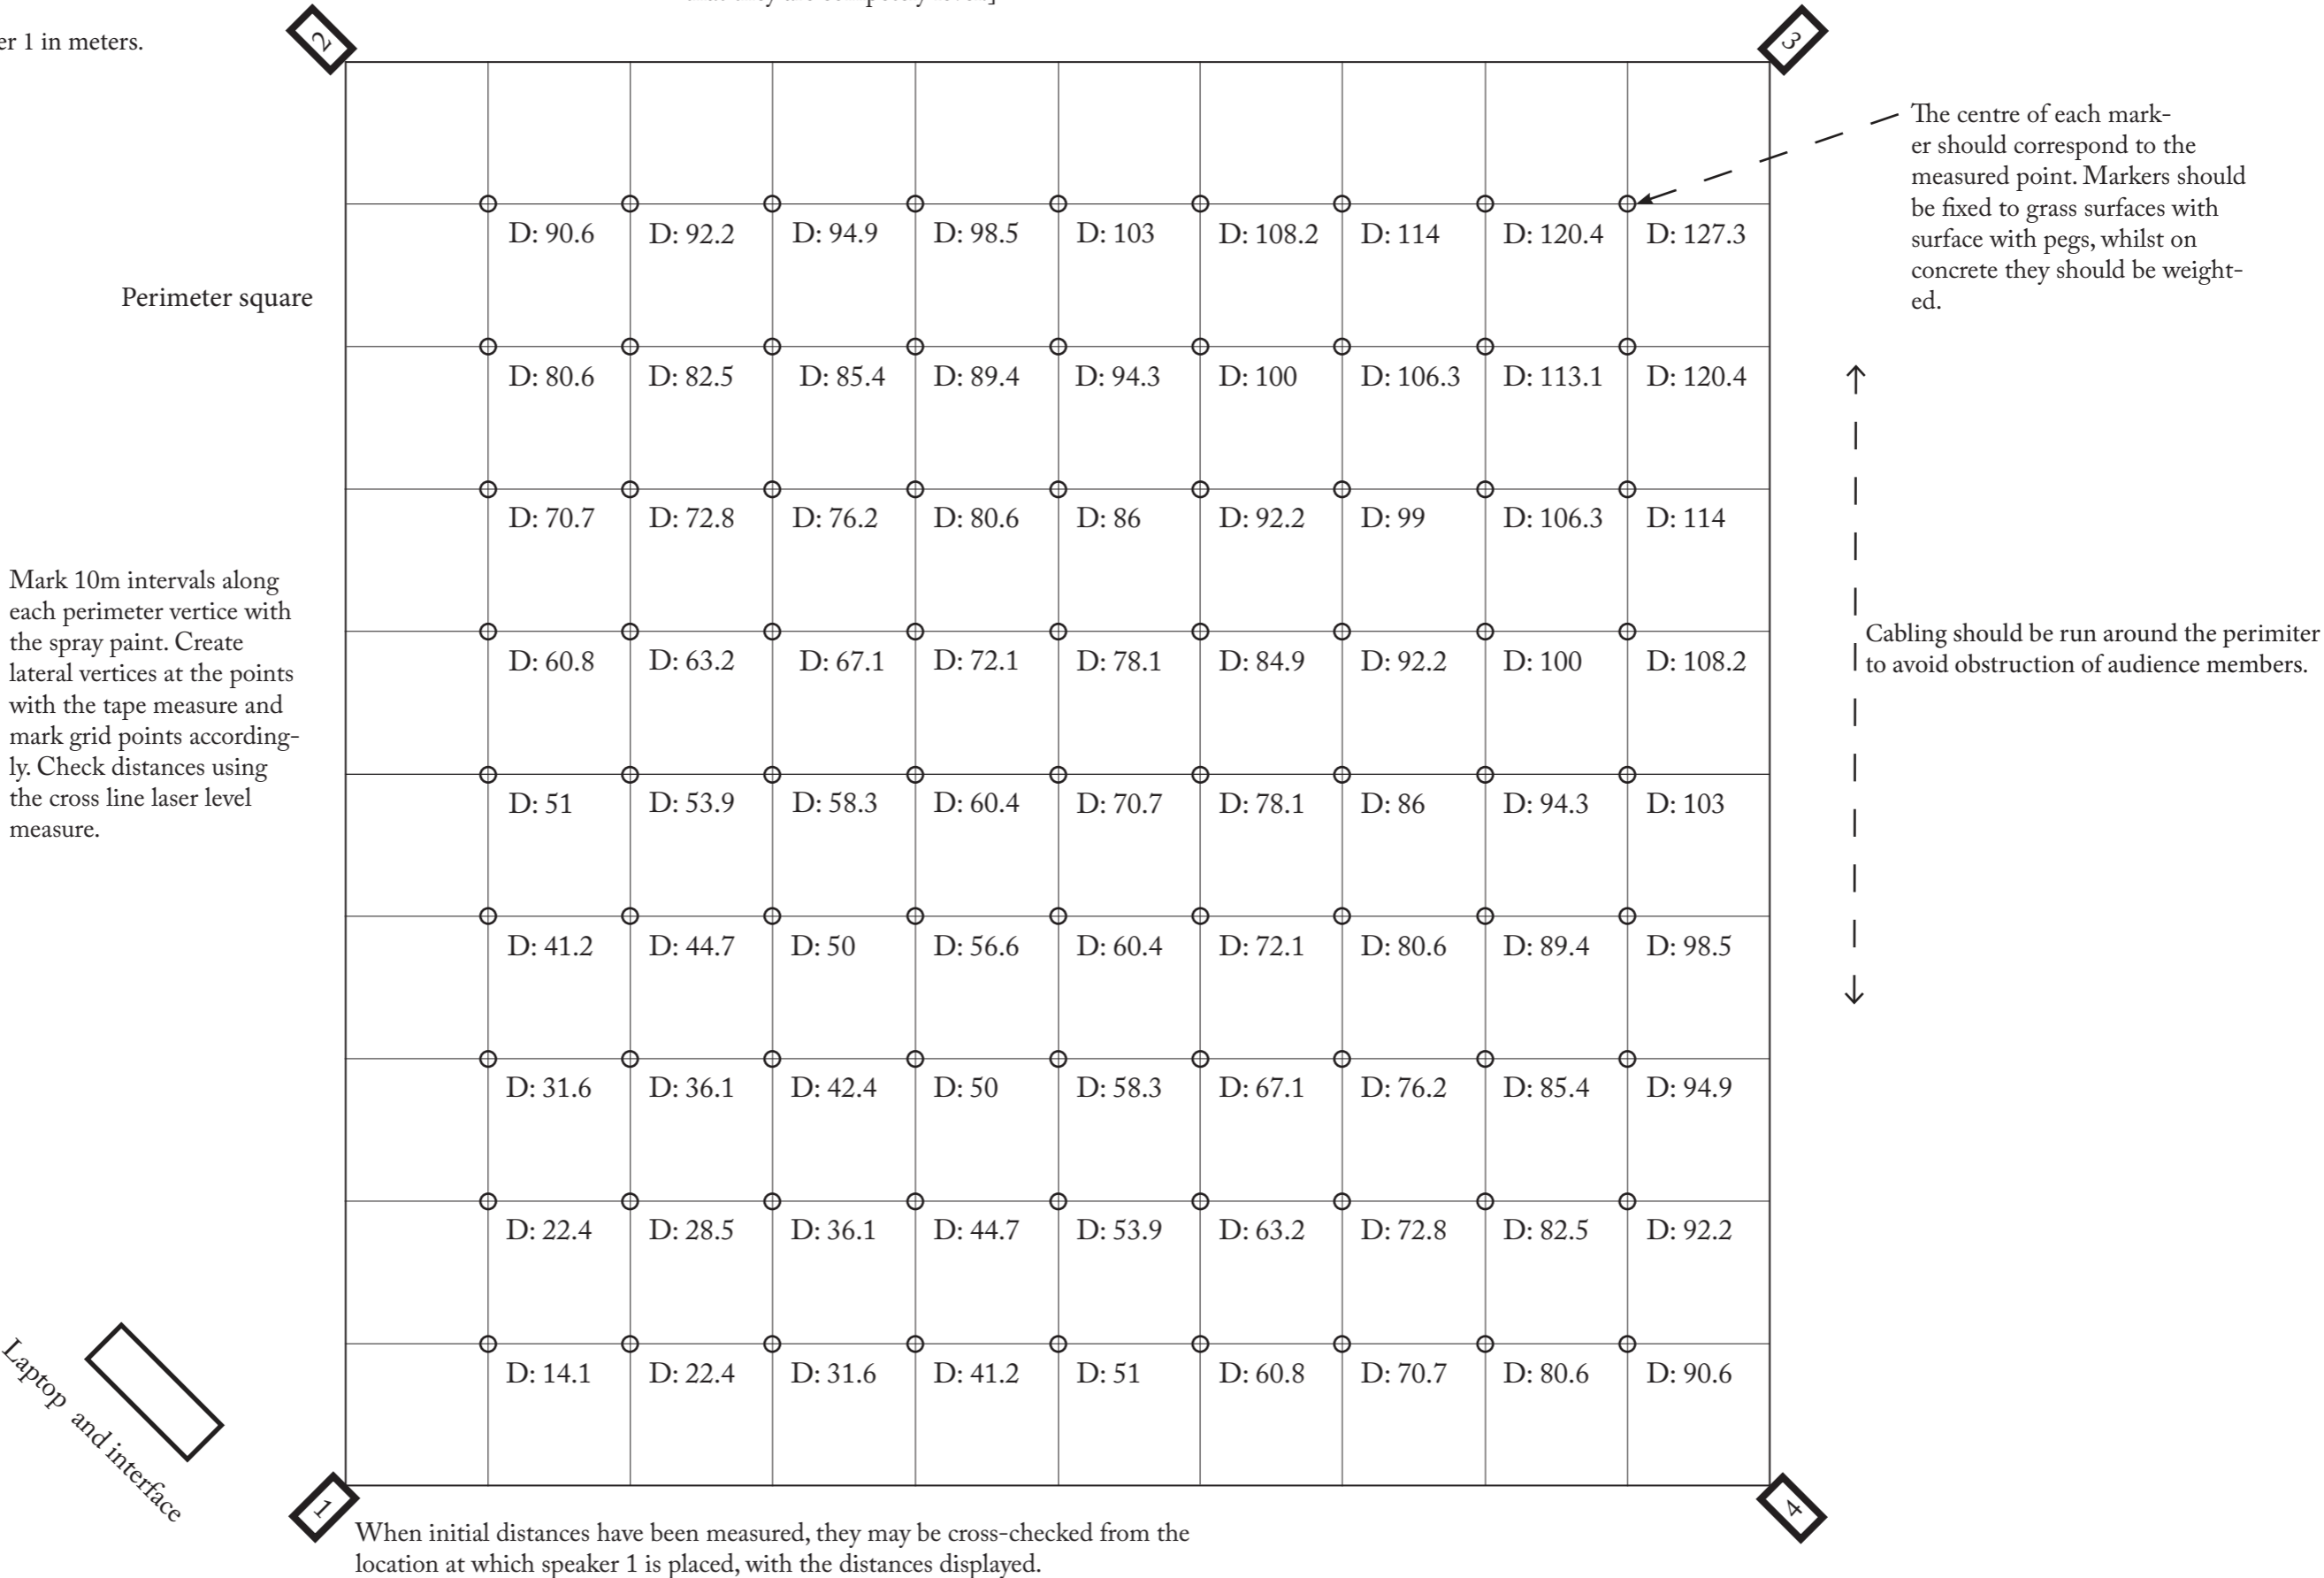 er 1 in meters.
2
3
The centre of each mark-
er should correspond to the
measured point. Markers should
be fixed to grass surfaces with
surface with pegs, whilst on
concrete they should be weight-
ed.
D: 90.6 D: 92.2 D: 94.9 D: 98.5 D: 103 D: 108.2 D: 114 D: 120.4 D: 127.3
Perimeter square
D: 80.6 D: 82.5 D: 85.4 D: 89.4 D: 94.3 D: 100 D: 106.3 D: 113.1 D: 120.4
D: 70.7 D: 72.8 D: 76.2 D: 80.6 D: 86 D: 92.2 D: 99 D: 106.3 D: 114
Mark 10m intervals along
each perimeter vertice with
the spray paint. Create
lateral vertices at the points
with the tape measure and
mark grid points according-
ly. Check distances using
the cross line laser level
measure.
D: 60.8 D: 63.2 D: 67.1 D: 72.1 D: 78.1 D: 84.9 D: 92.2 D: 100 D: 108.2
Cabling should be run around the perimiter
to avoid obstruction of audience members.
D: 51 D: 53.9 D: 58.3 D: 60.4 D: 70.7 D: 78.1 D: 86 D: 94.3 D: 103
D: 41.2 D: 44.7 D: 50 D: 56.6 D: 60.4 D: 72.1 D: 80.6 D: 89.4 D: 98.5
D: 31.6 D: 36.1 D: 42.4 D: 50 D: 58.3 D: 67.1 D: 76.2 D: 85.4 D: 94.9
D: 22.4 D: 28.5 D: 36.1 D: 44.7 D: 53.9 D: 63.2 D: 72.8 D: 82.5 D: 92.2
D: 14.1 D: 22.4 D: 31.6 D: 41.2 D: 51 D: 60.8 D: 70.7 D: 80.6 D: 90.6
Laptop and interface
1
4
When initial distances have been measured, they may be cross-checked from the
location at which speaker 1 is placed, with the distances displayed.